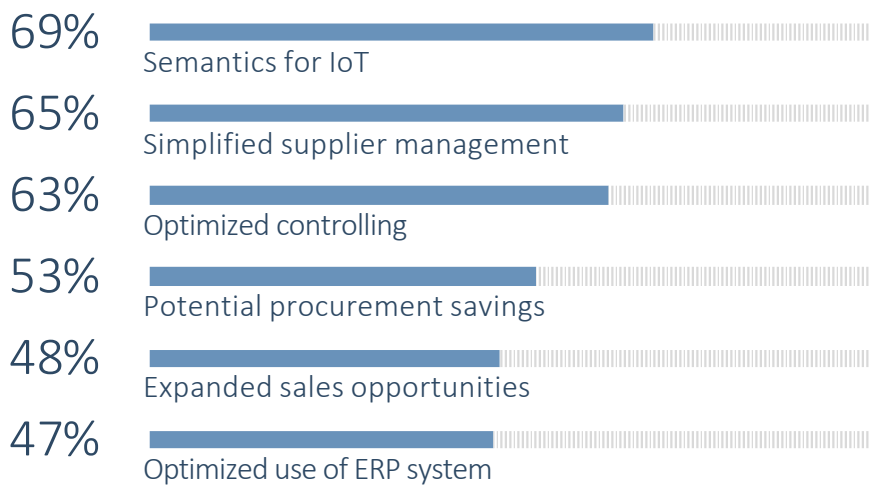 69%
Semantics for IoT
65%
Simplified supplier management
63%
Optimized controlling
53%
Potential procurement savings
48%
Expanded sales opportunities
47%
Optimized use of ERP system